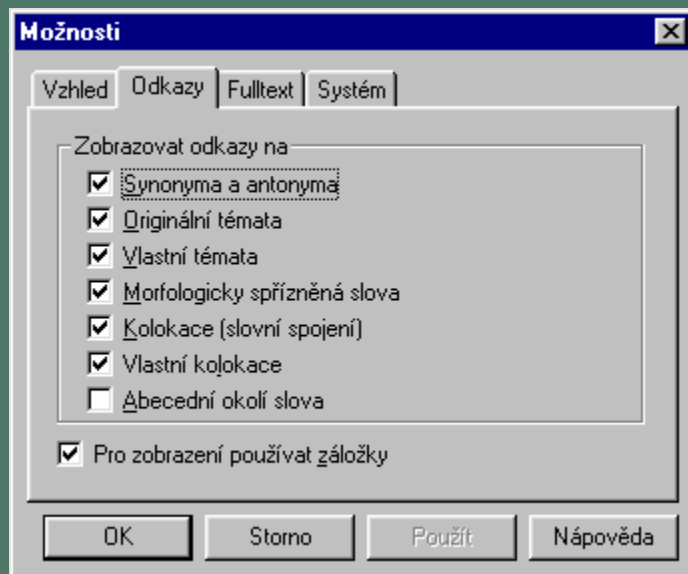 Možnosti
Vzhled Odkazy Fulltext Systém
Zobrazovat odkazy na
Synonyma a antonyma
Originální témata
Vlastní témata
Morfologicky spřízněná slova
Kolokace (slovní spojení)
Vlastní kolokace
Abecední okolí slova
Pro zobrazení používat záložky
OK Storno Použít Nápověda